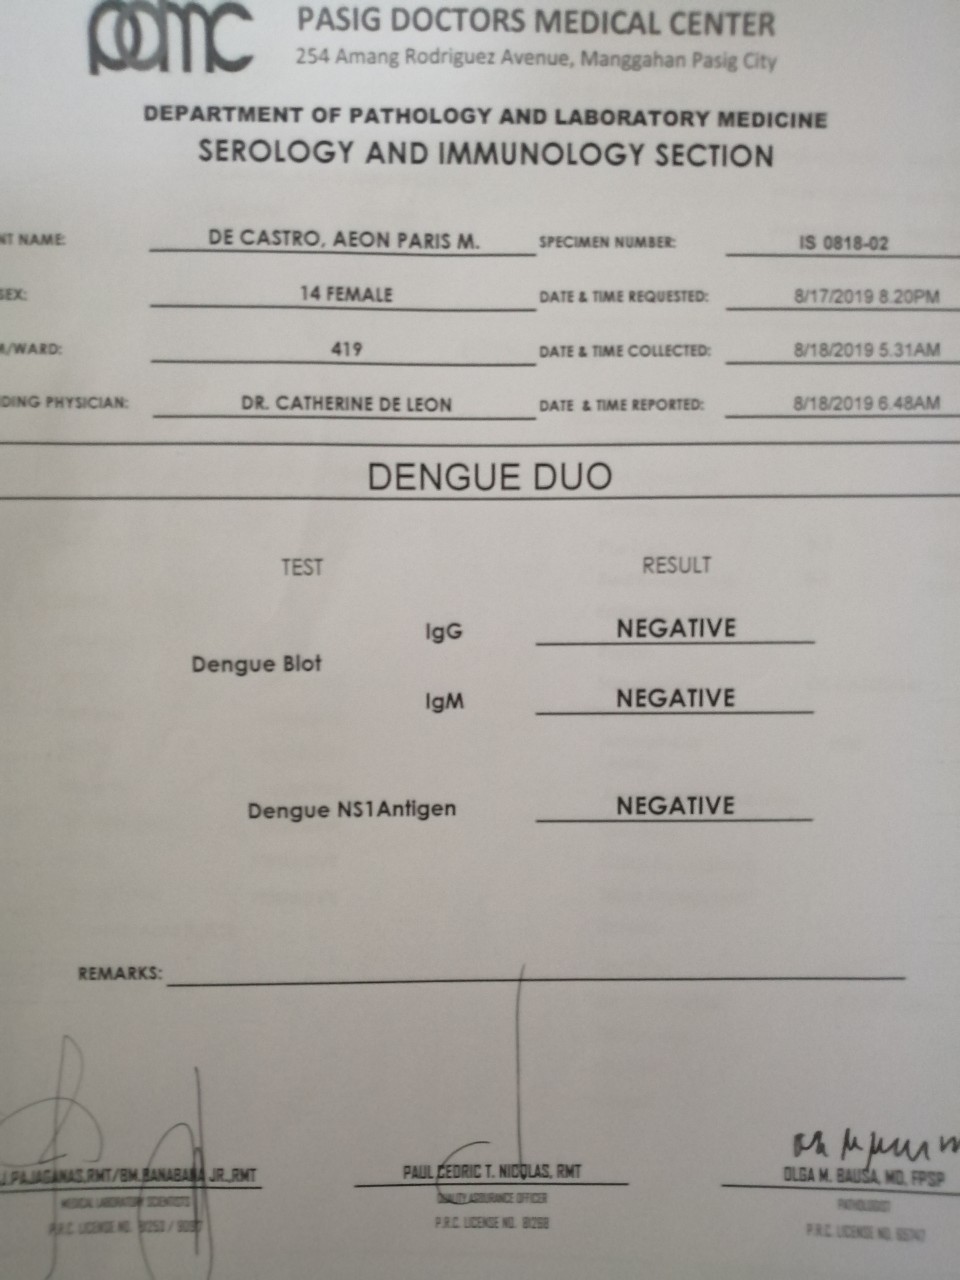 PDMC PASIG DOCTORS MEDICAL CENTER
254 Amang Rodriguez Avenue, Manggahan Pasig City
DEPARTMENT OF PATHOLOGY AND LABORATORY MEDICINE
SEROLOGY AND IMMUNOLOGY SECTION
NT NAME: DE CASTRO, AEON PARIS M. SPECIMEN NUMBER: IS 0818-02
SEX: 14 FEMALE DATE & TIME REQUESTED: 8/17/2019 8.20PM
/WARD: 419 DATE & TIME COLLECTED: 8/18/2019 5.31AM
DING PHYSICIAN: DR. CATHERINE DE LEON DATE & TIME REPORTED: 8/18/2019 6.48AM
DENGUE DUO
TEST RESULT
IgG NEGATIVE
Dengue Blot
IgM NEGATIVE
Dengue NS1Antigen NEGATIVE
REMARKS:
PAJAGANAS,RMT/BM.BANABANA JR.,RMT PAUL CEDRIC T. NICOLAS, RMT OLGA M. BAUSA, MD, FPSP
MEDICAL LABORATORY SCIENTISTS QUALITY ASSURANCE OFFICER PATHOLOGIST
P.R.C. LICENSE NO. P.R.C. LICENSE NO. P.R.C. LICENSE NO.